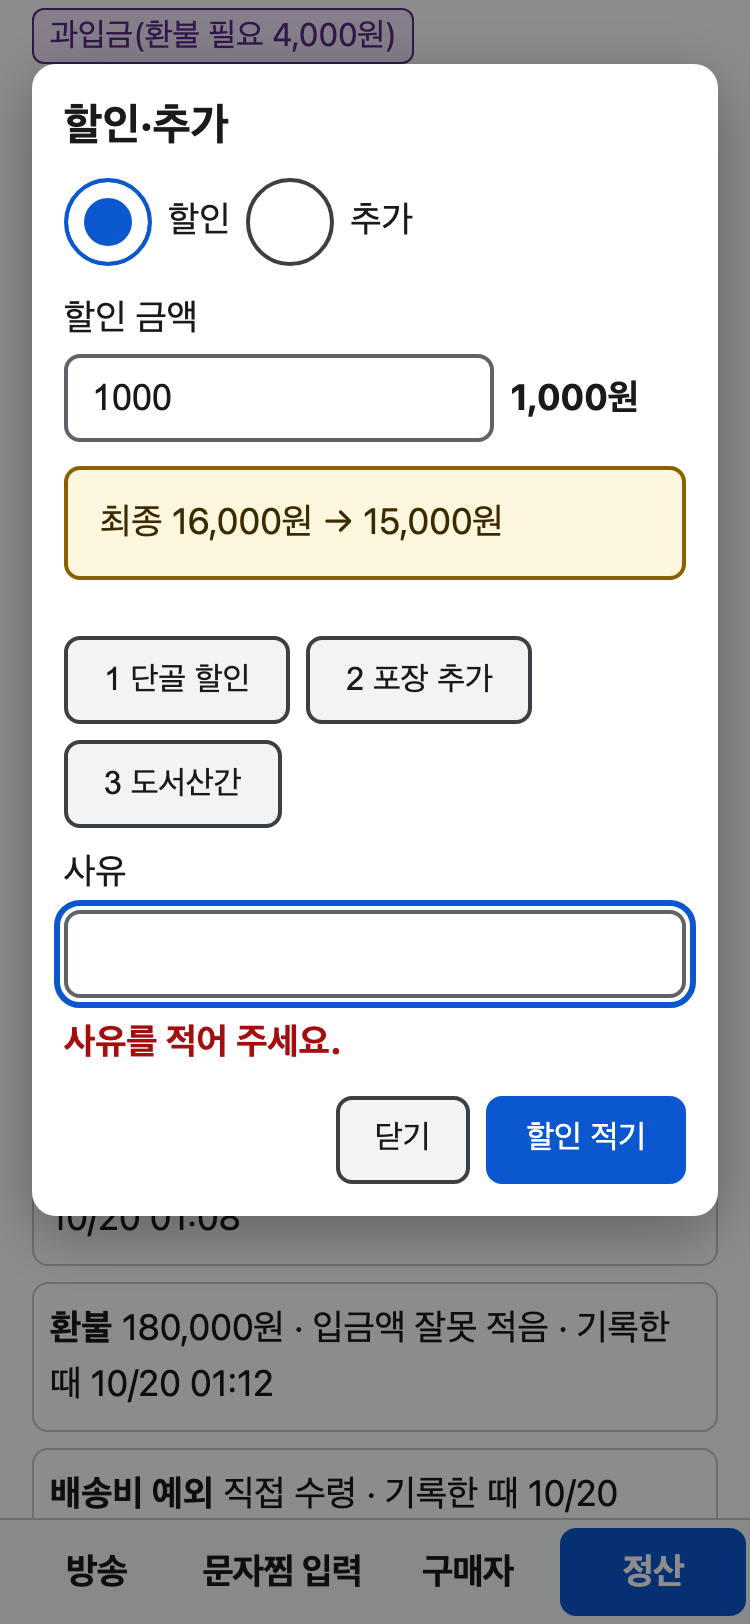 과입금(환불 필요 4,000원)
할인·추가
할인 추가
할인 금액
1000 1,000원
최종 16,000원 → 15,000원
1 단골 할인 2 포장 추가
3 도서산간
사유
사유를 적어 주세요.
닫기 할인 적기
10/20 01:08
환불 180,000원 · 입금액 잘못 적음 · 기록한
때 10/20 01:12
배송비 예외 직접 수령 · 기록한 때 10/20
방송 문자찜 입력 구매자 정산